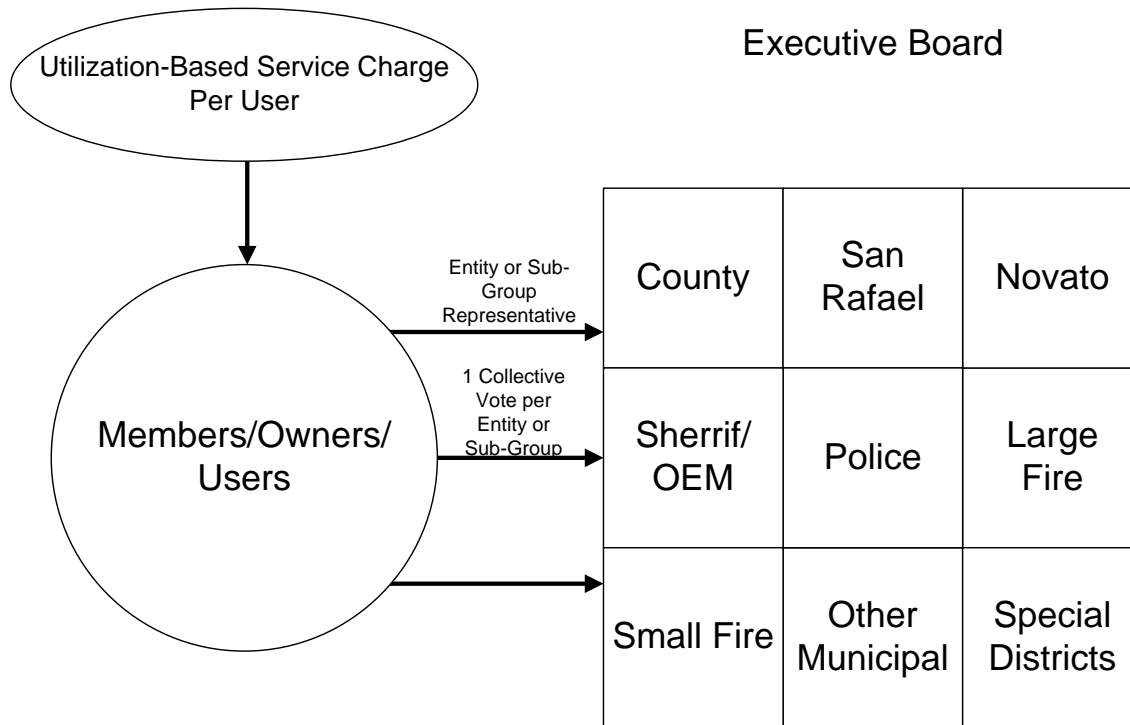 Utilization-Based Service Charge
Per User
Executive Board
Entity or Sub-
Group
Representative
1 Collective
Vote per
Entity or
Sub-Group
Members/Owners/
Users
County
San
Rafael
Novato
Sherrif/
OEM
Police
Large
Fire
Small Fire
Other
Municipal
Special
Districts